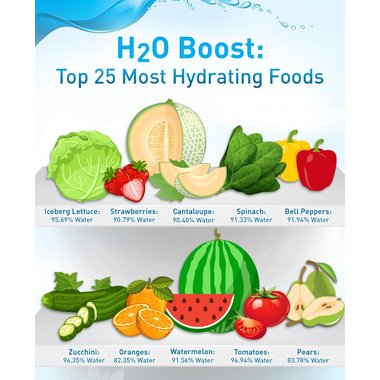 H2O Boost:
Top 25 Most Hydrating Foods
Iceberg Lettuce: Strawberries: Cantaloupe: Spinach: Bell Peppers:
95.69% Water 90.79% Water 90.40% Water 91.33% Water 91.94% Water
Zucchini: Oranges: Watermelon: Tomatoes: Pears:
94.35% Water 82.35% Water 91.56% Water 94.94% Water 83.78% Water